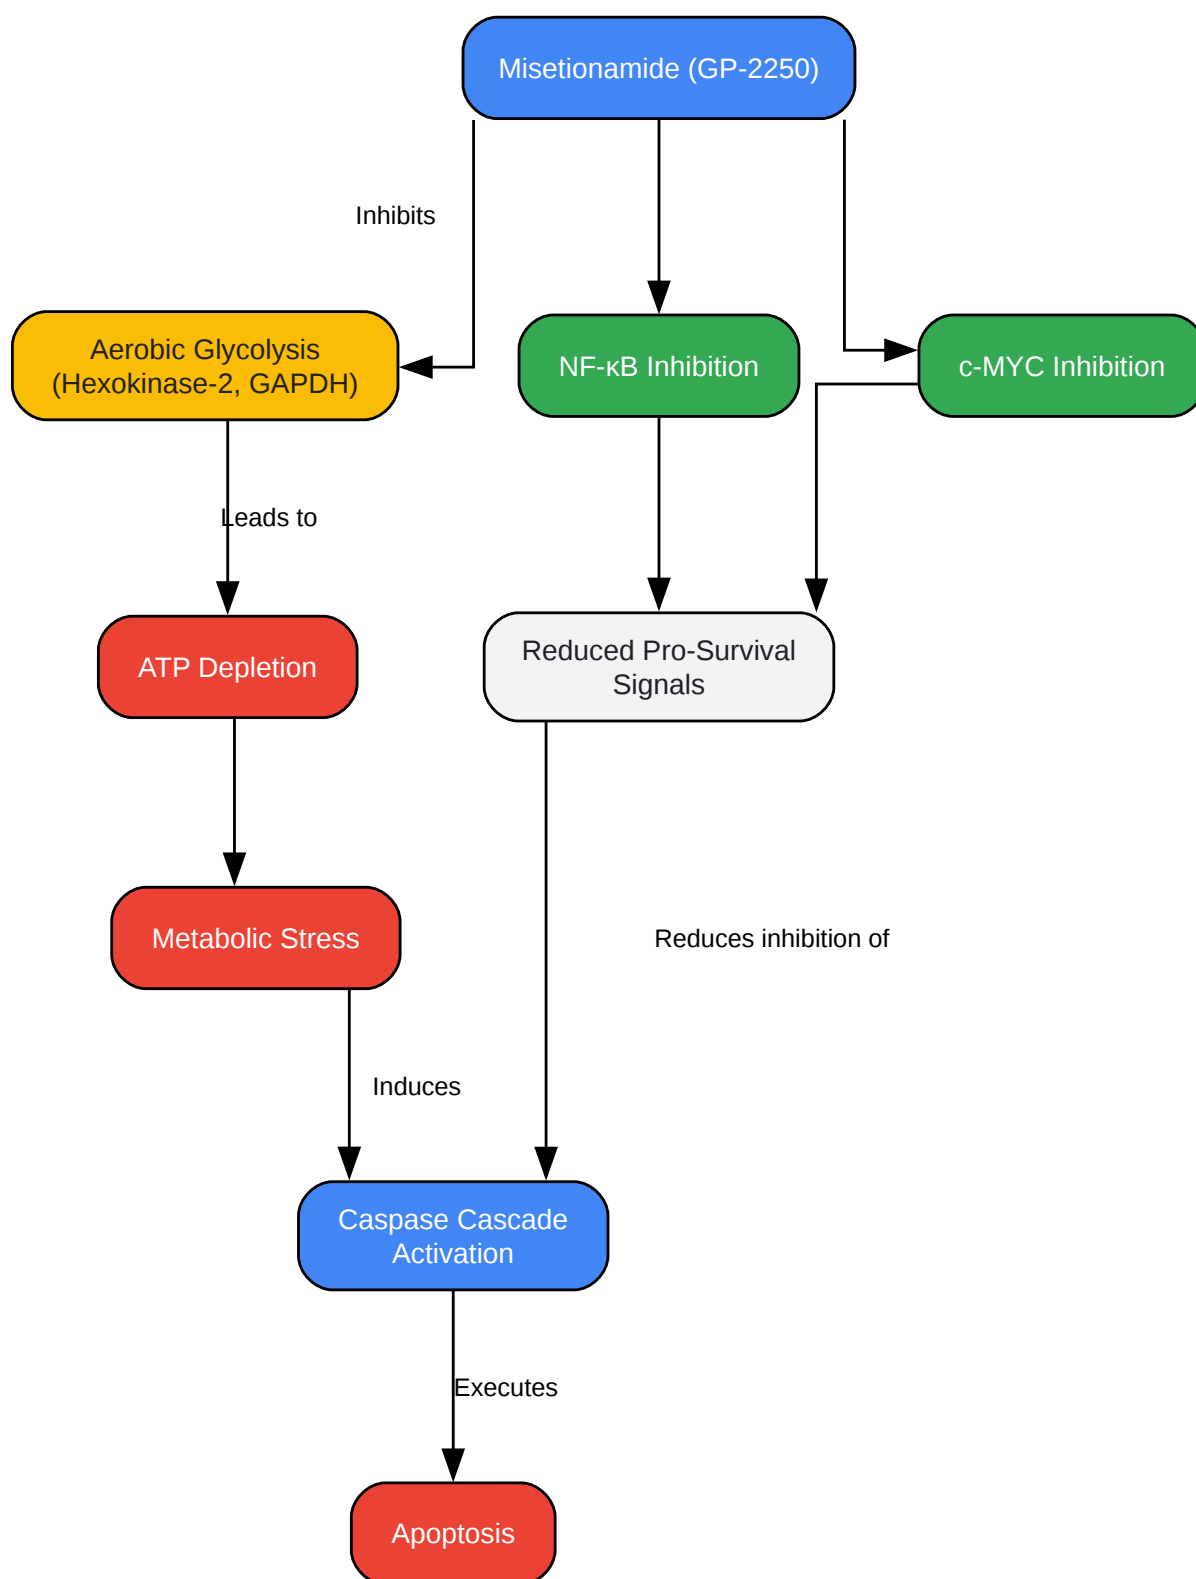 Misetionamide (GP-2250)
Inhibits
Aerobic Glycolysis
(Hexokinase-2, GAPDH)
NF-κB Inhibition
c-MYC Inhibition
Leads to
ATP Depletion
Reduced Pro-Survival
Signals
Metabolic Stress
Reduces inhibition of
Induces
Caspase Cascade
Activation
Executes
Apoptosis